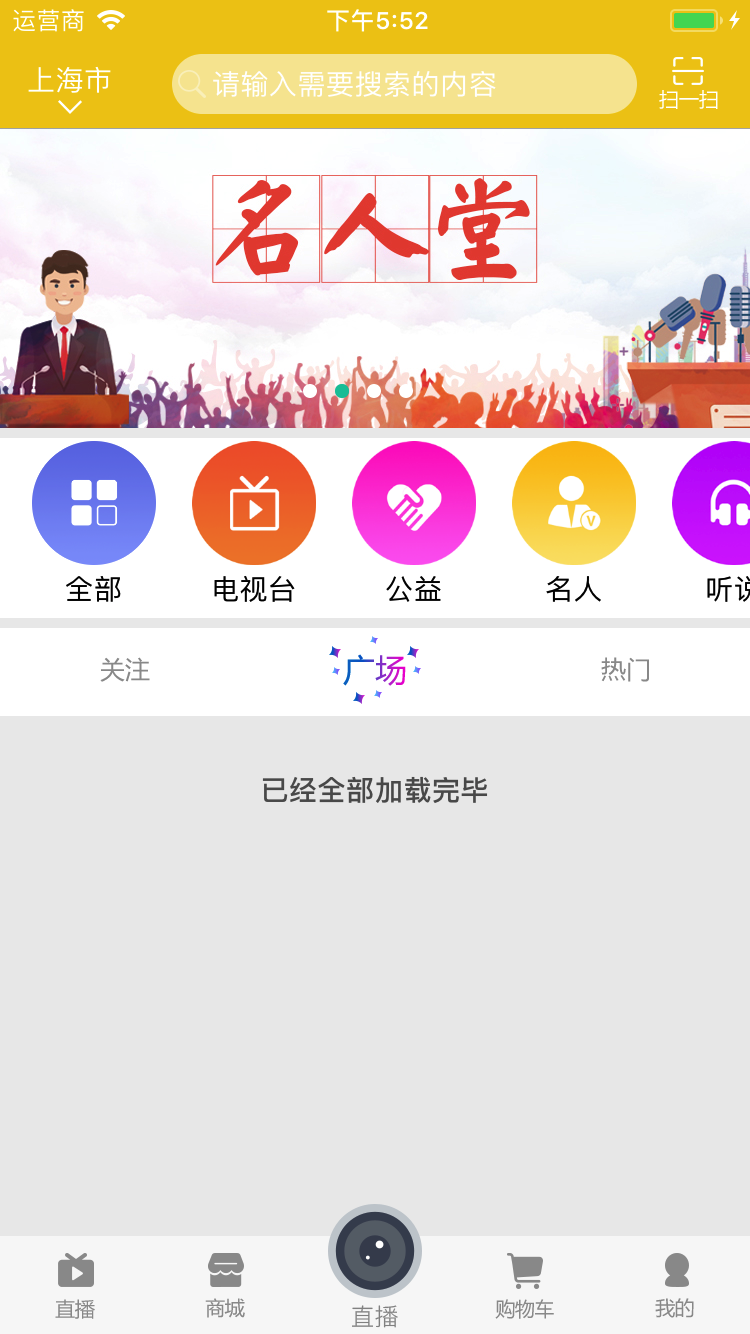 运营商 下午5:52
上海市 请输入需要搜索的内容 扫一扫
名人堂
全部 电视台 公益 名人 听说
关注 广场 热门
已经全部加载完毕
直播 商城 直播 购物车 我的